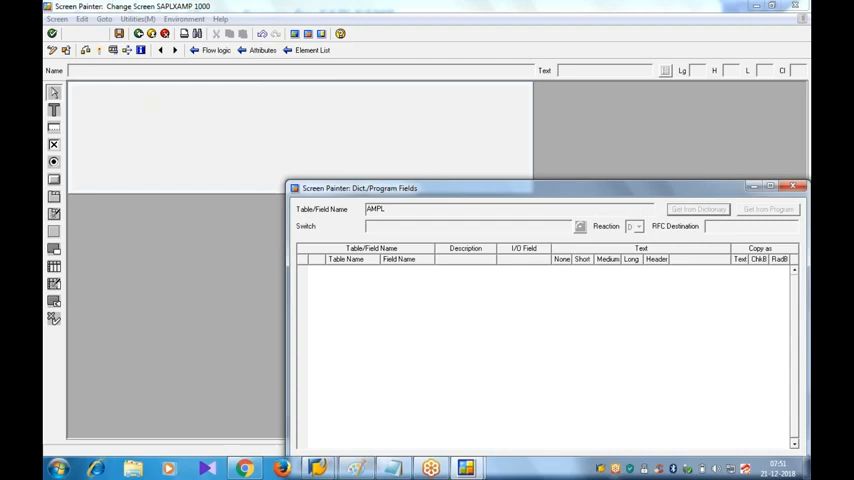 Screen Painter: Change Screen SAPLXAMP 1000
Screen Edit Goto Utilities(M) Environment Help
Flow logic Attributes Element List
Name Text Lg H L Cl
Screen Painter: Dict./Program Fields
Table/Field Name AMPL Get from Dictionary Get from Program
Switch Reaction D RFC Destination
Table/Field Name Description I/O Field Text Copy as
Table Name Field Name None Short Medium Long Header Text ChkB RadB
07:51
21-12-2018